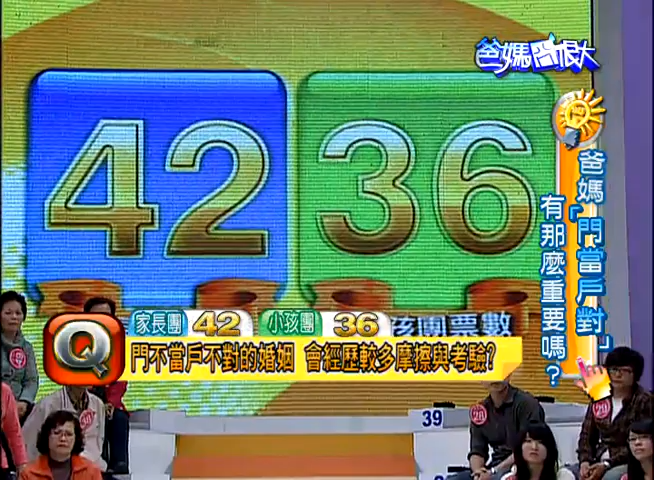 爸媽冏很大
42
36
爸媽「門當戶對」
有那麼重要嗎？
家長團 42 小孩團 36
孩團票數
Q
門不當戶不對的婚姻 會經歷較多摩擦與考驗?
39
28
29